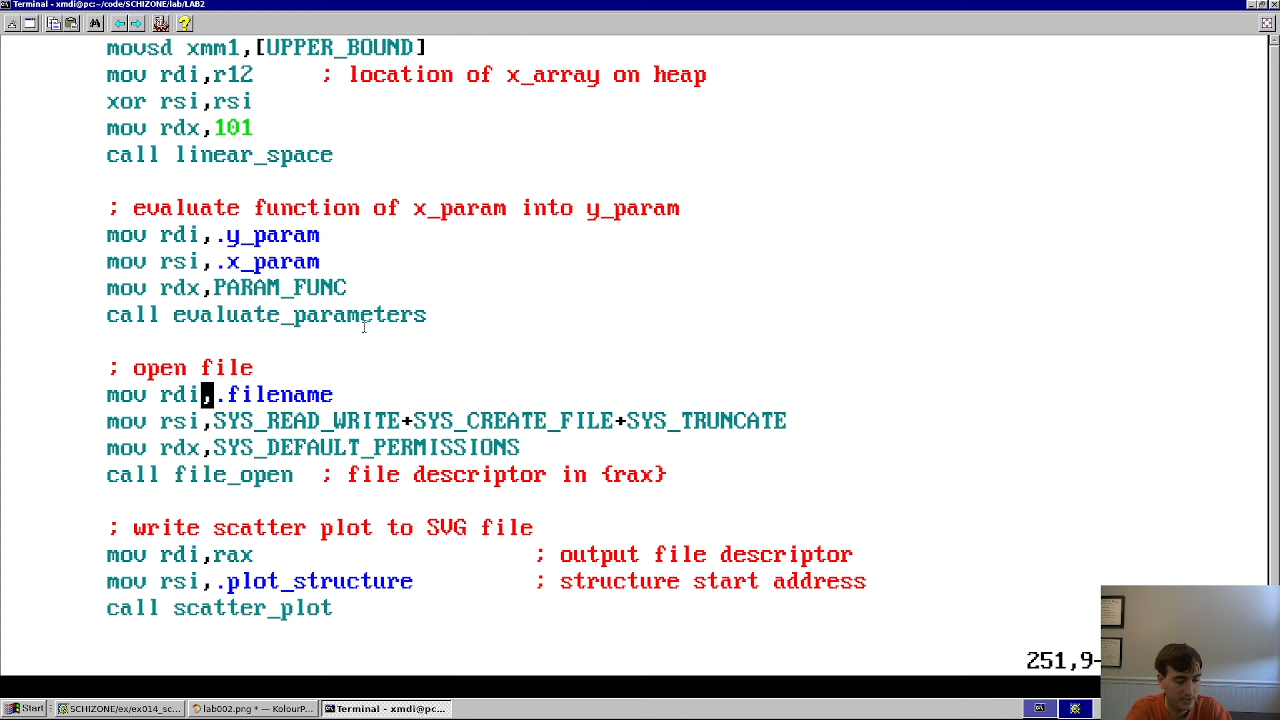 Terminal - xmdi@pc:~/code/SCHIZONE/lab/LAB2
movsd xmm1,[UPPER_BOUND]
mov rdi,r12 ; location of x_array on heap
xor rsi,rsi
mov rdx,101
call linear_space
; evaluate function of x_param into y_param
mov rdi,.y_param
mov rsi,.x_param
mov rdx,PARAM_FUNC
call evaluate_parameters
; open file
mov rdi,.filename
mov rsi,SYS_READ_WRITE+SYS_CREATE_FILE+SYS_TRUNCATE
mov rdx,SYS_DEFAULT_PERMISSIONS
call file_open ; file descriptor in {rax}
; write scatter plot to SVG file
mov rdi,rax ; output file descriptor
mov rsi,.plot_structure ; structure start address
call scatter_plot
251,9-
Start SCHIZONE/ex/ex014_sc... lab002.png * — KolourP... Terminal - xmdi@pc...